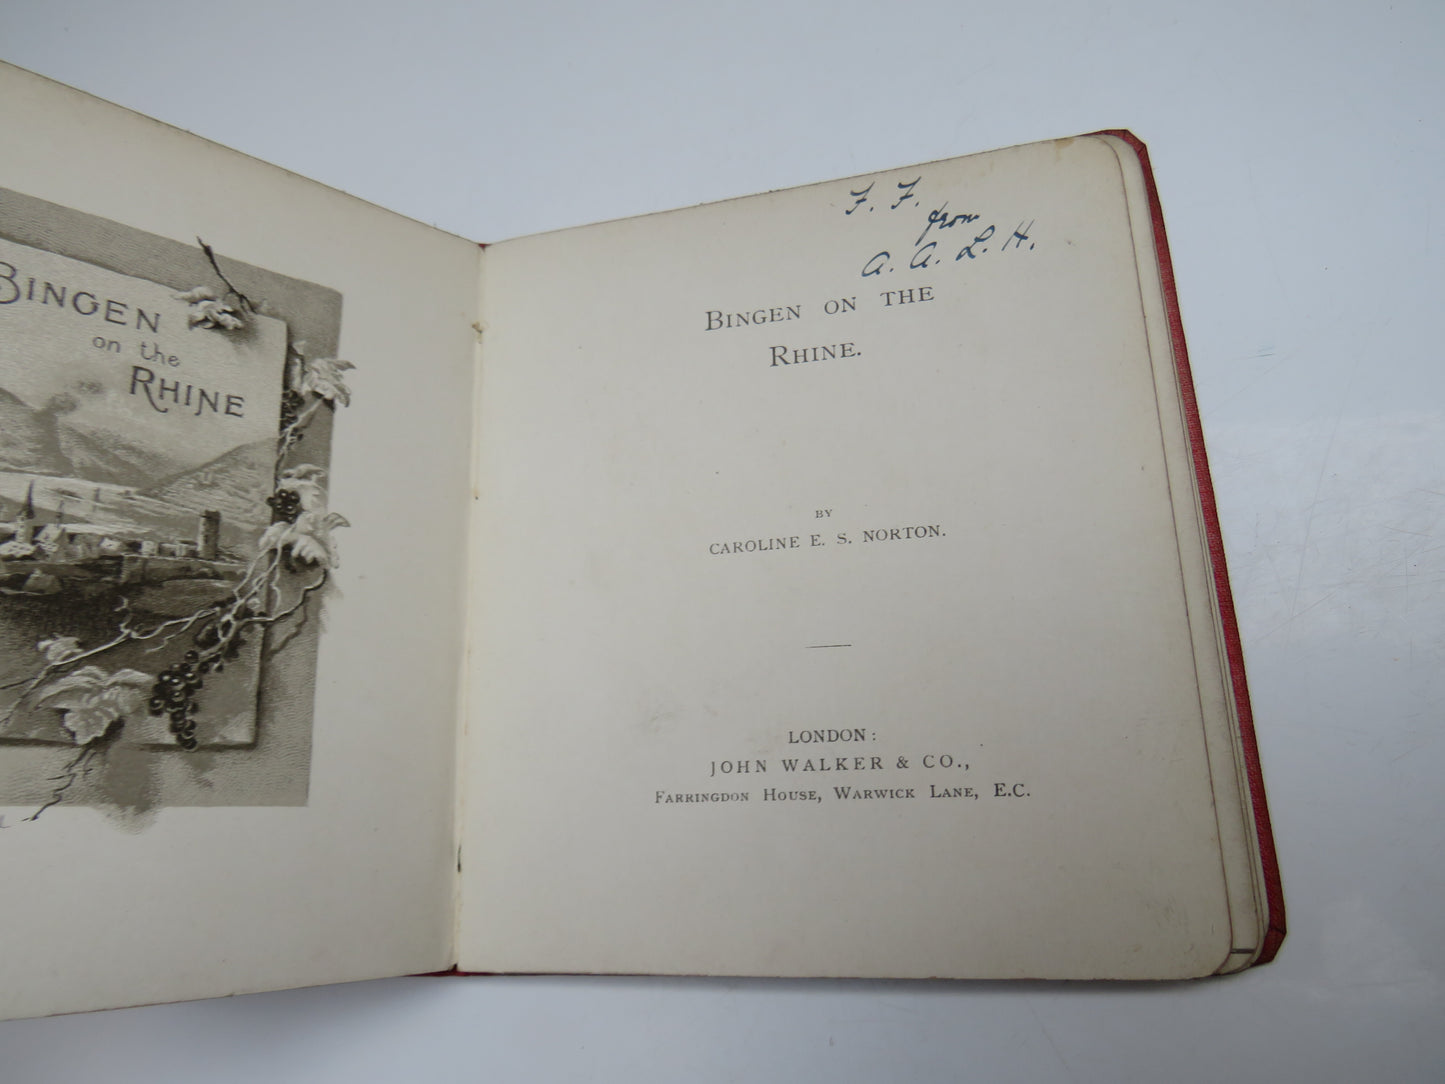 BINGEN
on the
RHINE
F. F.
from
A. A. L. H.
BINGEN ON THE
RHINE.
BY
CAROLINE E. S. NORTON.
LONDON:
JOHN WALKER & CO.,
FARRINGDON HOUSE, WARWICK LANE, E.C.